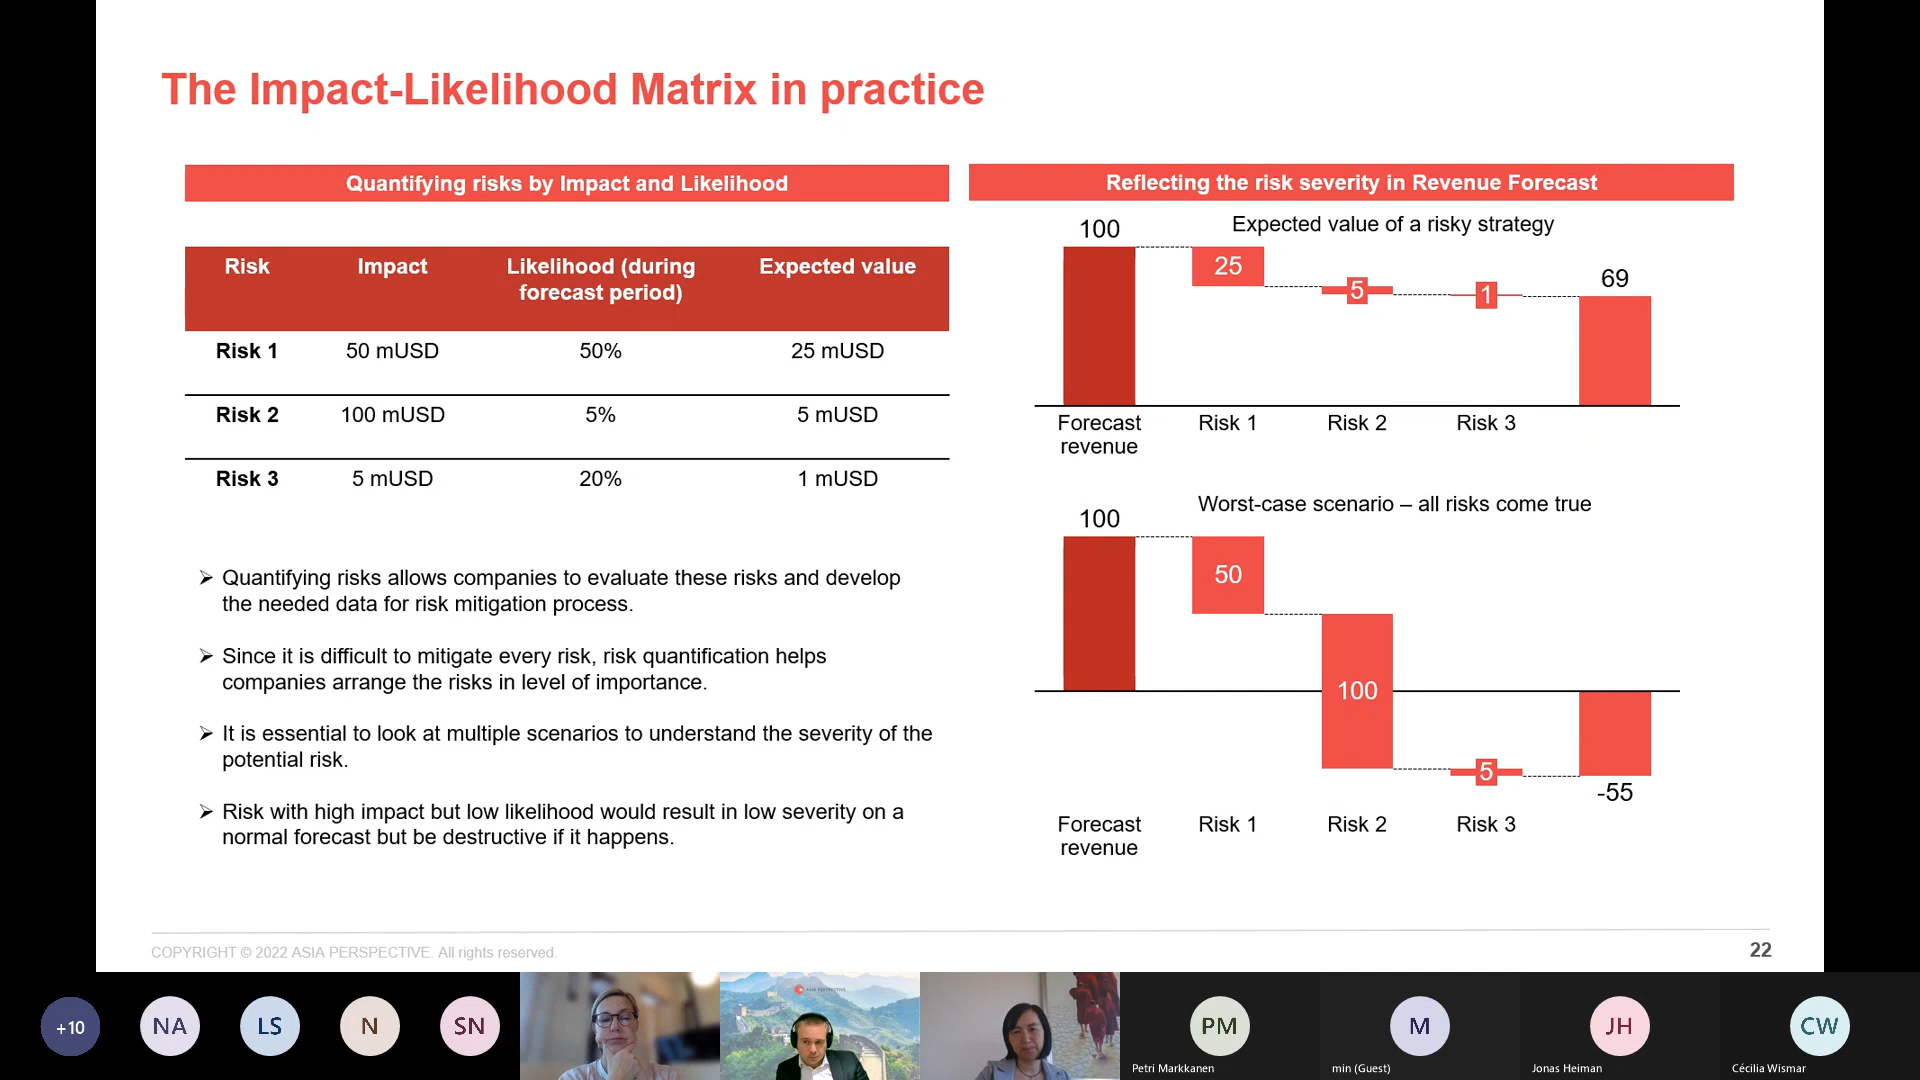 The Impact-Likelihood Matrix in practice
Quantifying risks by Impact and Likelihood
Risk Impact Likelihood (during forecast period) Expected value
Risk 1 50 mUSD 50% 25 mUSD
Risk 2 100 mUSD 5% 5 mUSD
Risk 3 5 mUSD 20% 1 mUSD
➢ Quantifying risks allows companies to evaluate these risks and develop
the needed data for risk mitigation process.
➢ Since it is difficult to mitigate every risk, risk quantification helps
companies arrange the risks in level of importance.
➢ It is essential to look at multiple scenarios to understand the severity of the
potential risk.
➢ Risk with high impact but low likelihood would result in low severity on a
normal forecast but be destructive if it happens.
Reflecting the risk severity in Revenue Forecast
Expected value of a risky strategy
100
25
5
1
69
Forecast
revenue
Risk 1
Risk 2
Risk 3
Worst-case scenario – all risks come true
100
50
100
5
-55
Forecast
revenue
Risk 1
Risk 2
Risk 3
COPYRIGHT © 2022 ASIA PERSPECTIVE. All rights reserved.
22
+10
NA
LS
N
SN
ASIA PERSPECTIVE
PM
Petri Markkanen
M
min (Guest)
JH
Jonas Heiman
CW
Cécilia Wismar